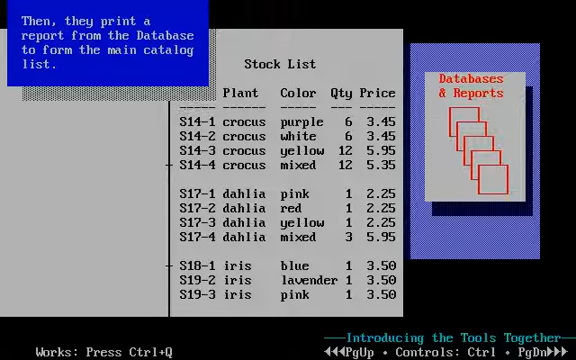 Then, they print a
report from the Database
to form the main catalog
list.
Stock List
Plant Color Qty Price
S14-1 crocus purple 6 3.45
S14-2 crocus white 6 3.45
S14-3 crocus yellow 12 5.95
S14-4 crocus mixed 12 5.35
S17-1 dahlia pink 1 2.25
S17-2 dahlia red 1 2.25
S17-3 dahlia yellow 1 2.25
S17-4 dahlia mixed 3 5.95
S18-1 iris blue 1 3.50
S19-2 iris lavender 1 3.50
S19-3 iris pink 1 3.50
Databases
& Reports
Introducing the Tools Together
Works: Press Ctrl+Q
PgUp • Controls: Ctrl • PgDn